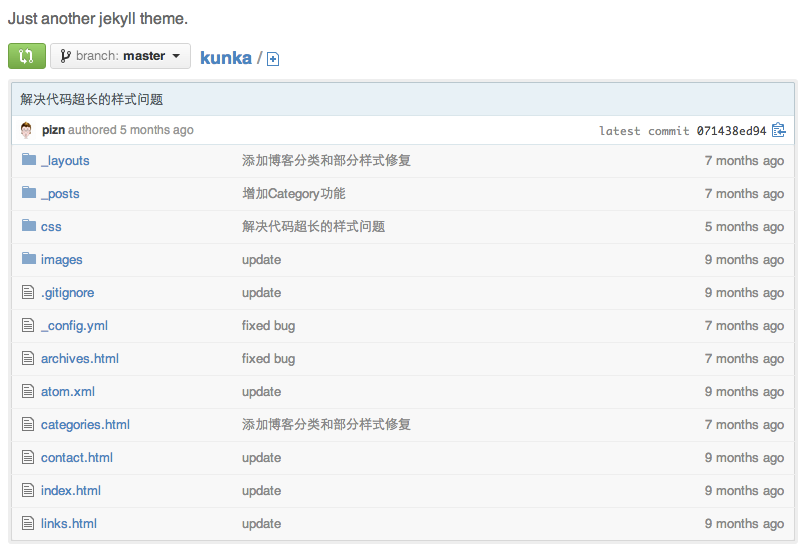 Just another jekyll theme.
branch: master kunka /
解决代码超长的样式问题
pizn authored 5 months ago latest commit 071438ed94
_layouts 添加博客分类和部分样式修复 7 months ago
_posts 增加Category功能 7 months ago
css 解决代码超长的样式问题 5 months ago
images update 9 months ago
.gitignore update 9 months ago
_config.yml fixed bug 7 months ago
archives.html fixed bug 7 months ago
atom.xml update 9 months ago
categories.html 添加博客分类和部分样式修复 7 months ago
contact.html update 9 months ago
index.html update 9 months ago
links.html update 9 months ago